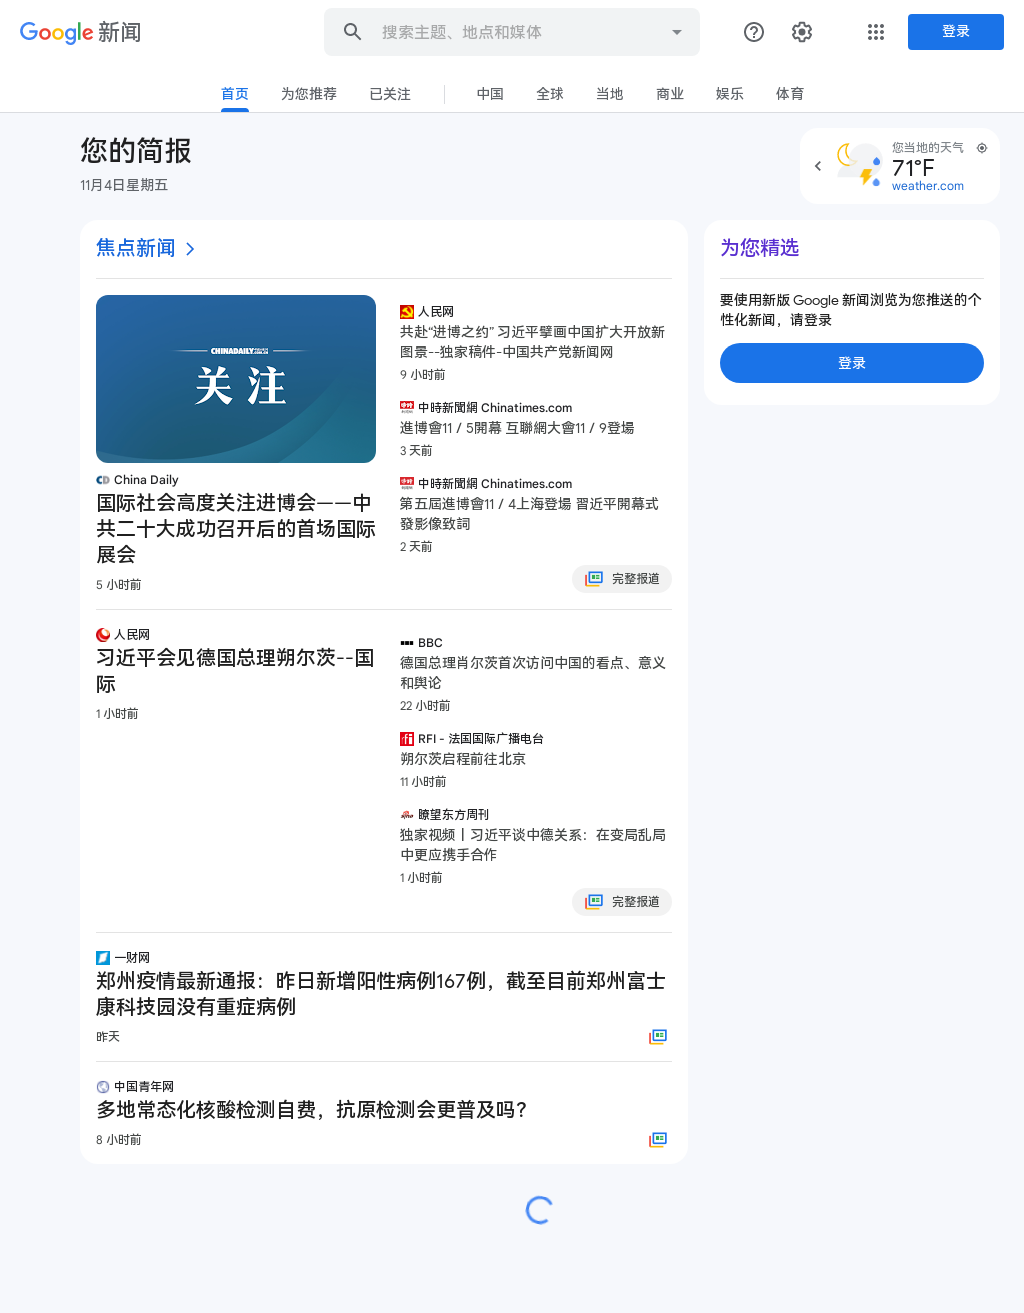 Google 新闻
搜索主题、地点和媒体
登录
首页 为您推荐 已关注 中国 全球 当地 商业 娱乐 体育
您的简报
11月4日星期五
您当地的天气
71°F
weather.com
焦点新闻
CHINADAILY
关注
China Daily
国际社会高度关注进博会——中
共二十大成功召开后的首场国际
展会
5 小时前
人民网
共赴“进博之约” 习近平擘画中国扩大开放新
图景--独家稿件-中国共产党新闻网
9 小时前
中時新聞網 Chinatimes.com
進博會11 / 5開幕 互聯網大會11 / 9登場
3 天前
中時新聞網 Chinatimes.com
第五屆進博會11 / 4上海登場 習近平開幕式
發影像致詞
2 天前
完整报道
人民网
习近平会见德国总理朔尔茨--国
际
1 小时前
BBC
德国总理肖尔茨首次访问中国的看点、意义
和舆论
22 小时前
RFI - 法国国际广播电台
朔尔茨启程前往北京
11 小时前
瞭望东方周刊
独家视频丨习近平谈中德关系：在变局乱局
中更应携手合作
1 小时前
完整报道
一财网
郑州疫情最新通报：昨日新增阳性病例167例，截至目前郑州富士
康科技园没有重症病例
昨天
中国青年网
多地常态化核酸检测自费，抗原检测会更普及吗？
8 小时前
为您精选
要使用新版 Google 新闻浏览为您推送的个
性化新闻，请登录
登录